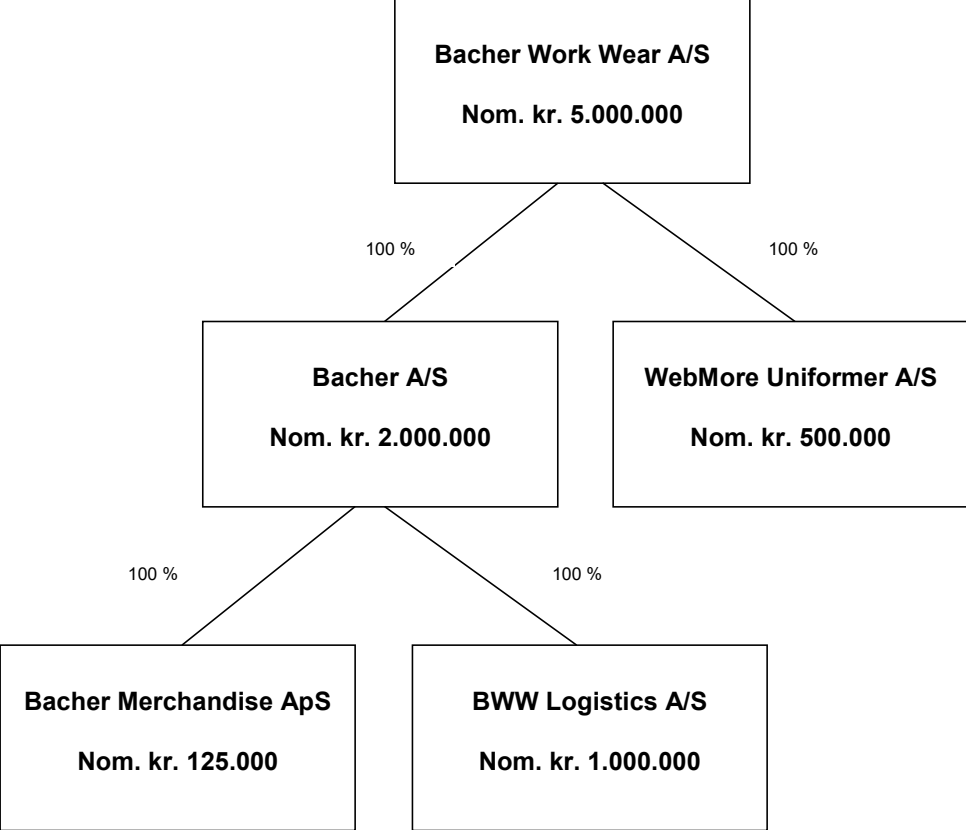 Bacher Work Wear A/S
Nom. kr. 5.000.000
100 %
100 %
Bacher A/S
Nom. kr. 2.000.000
WebMore Uniformer A/S
Nom. kr. 500.000
100 %
100 %
Bacher Merchandise ApS
Nom. kr. 125.000
BWW Logistics A/S
Nom. kr. 1.000.000